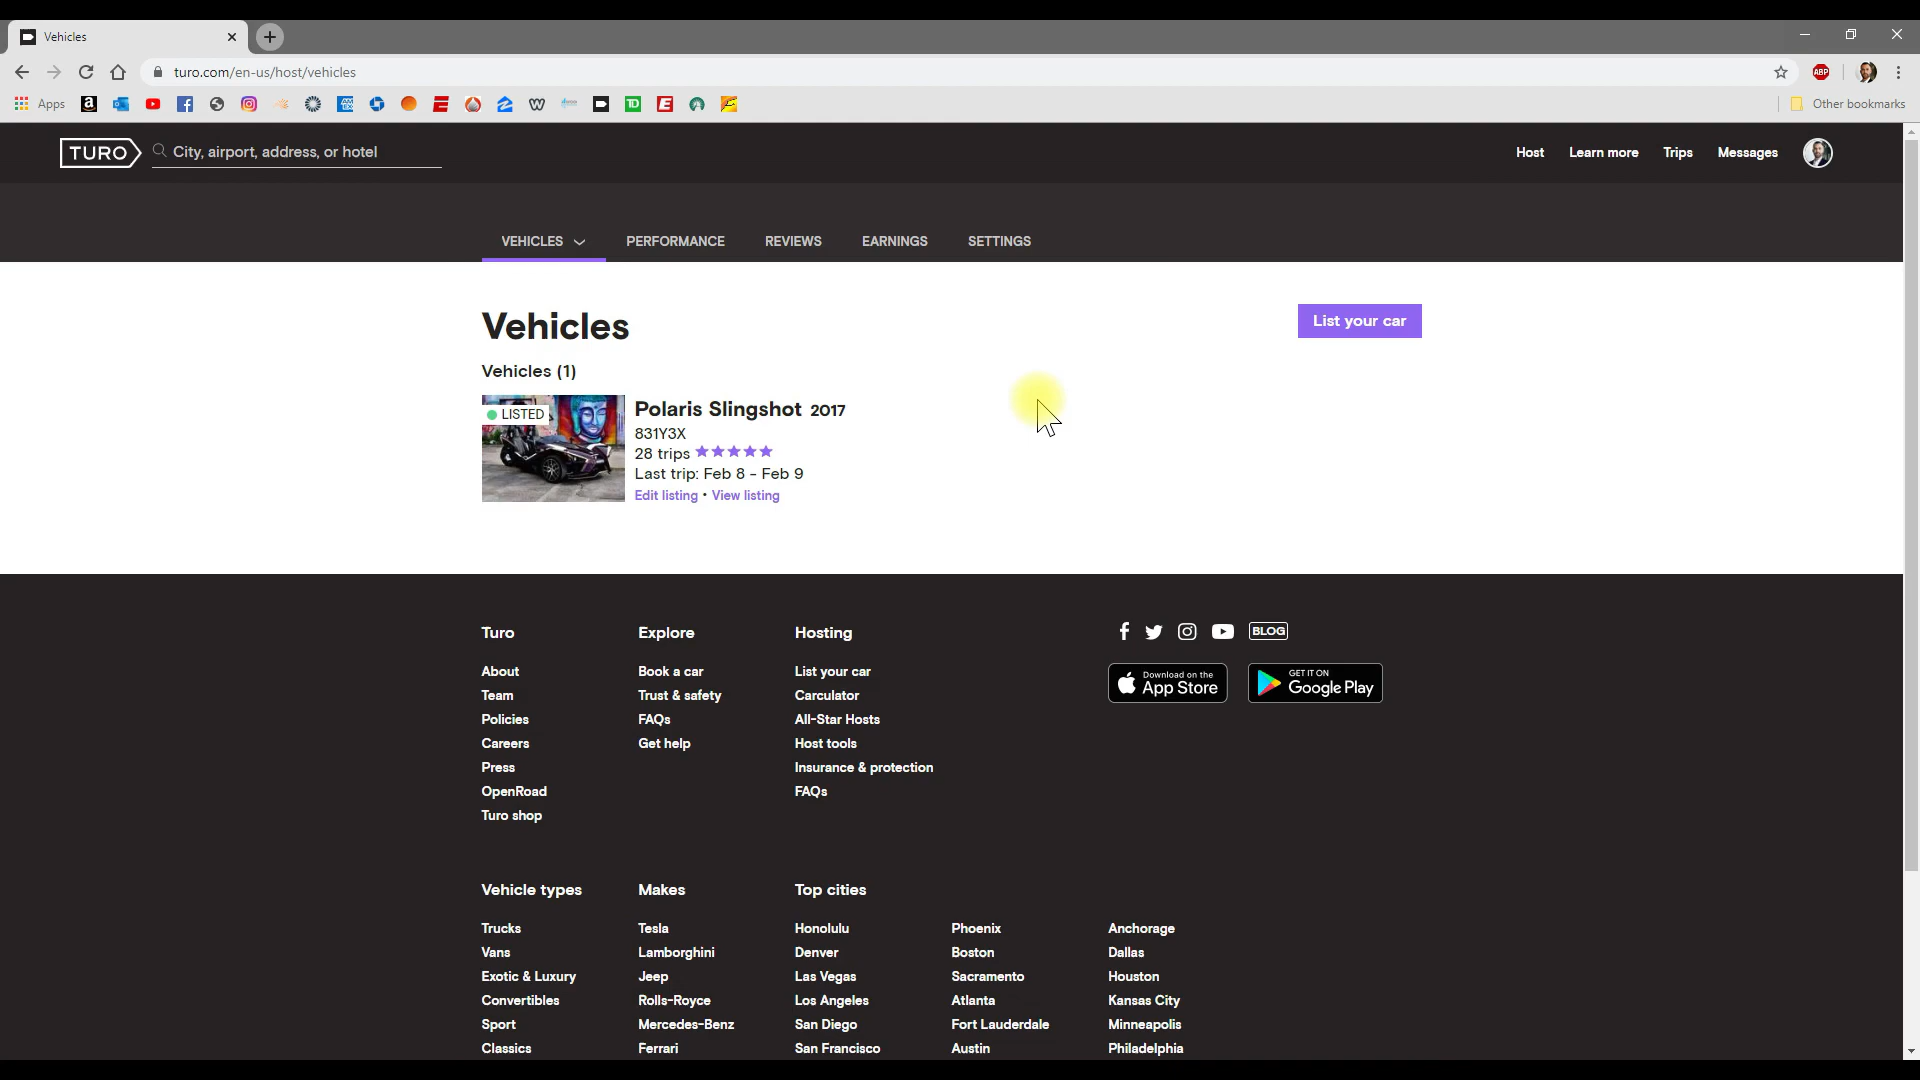 Vehicles
turo.com/en-us/host/vehicles
ABP
Apps
Other bookmarks
TURO
City, airport, address, or hotel
Host
Learn more
Trips
Messages
VEHICLES
PERFORMANCE
REVIEWS
EARNINGS
SETTINGS
Vehicles
List your car
Vehicles (1)
LISTED
Polaris Slingshot 2017
831Y3X
28 trips
Last trip: Feb 8 - Feb 9
Edit listing • View listing
Turo
About
Team
Policies
Careers
Press
OpenRoad
Turo shop
Explore
Book a car
Trust & safety
FAQs
Get help
Hosting
List your car
Carculator
All-Star Hosts
Host tools
Insurance & protection
FAQs
BLOG
Download on the
App Store
GET IT ON
Google Play
Vehicle types
Trucks
Vans
Exotic & Luxury
Convertibles
Sport
Classics
Makes
Tesla
Lamborghini
Jeep
Rolls-Royce
Mercedes-Benz
Ferrari
Top cities
Honolulu
Denver
Las Vegas
Los Angeles
San Diego
San Francisco
Phoenix
Boston
Sacramento
Atlanta
Fort Lauderdale
Austin
Anchorage
Dallas
Houston
Kansas City
Minneapolis
Philadelphia